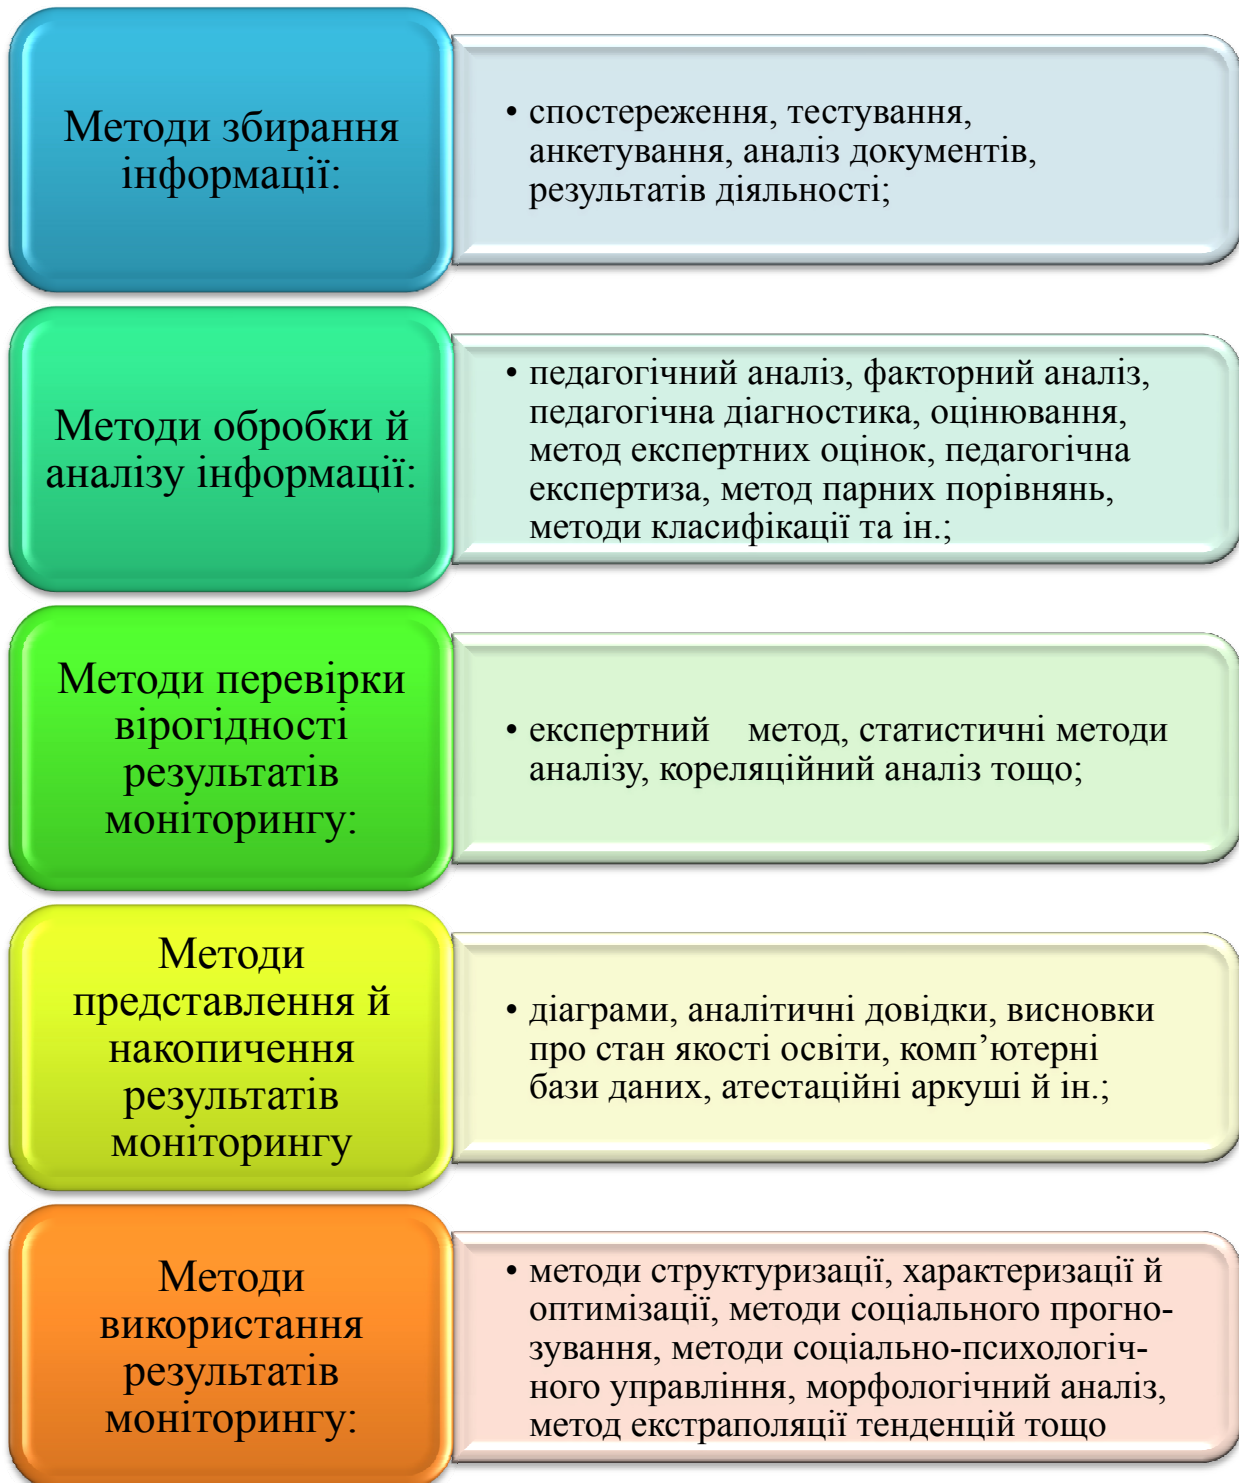 Методи збирання
інформації:
• спостереження, тестування,
анкетування, аналіз документів,
результатів діяльності;
Методи обробки й
аналізу інформації:
• педагогічний аналіз, факторний аналіз,
педагогічна діагностика, оцінювання,
метод експертних оцінок, педагогічна
експертиза, метод парних порівнянь,
методи класифікації та ін.;
Методи перевірки
вірогідності
результатів
моніторингу:
• експертний метод, статистичні методи
аналізу, кореляційний аналіз тощо;
Методи
представлення й
накопичення
результатів
моніторингу
• діаграми, аналітичні довідки, висновки
про стан якості освіти, комп’ютерні
бази даних, атестаційні аркуші й ін.;
Методи
використання
результатів
моніторингу:
• методи структуризації, характеризації й
оптимізації, методи соціального прогно-
зування, методи соціально-психологіч-
ного управління, морфологічний аналіз,
метод екстраполяції тенденцій тощо